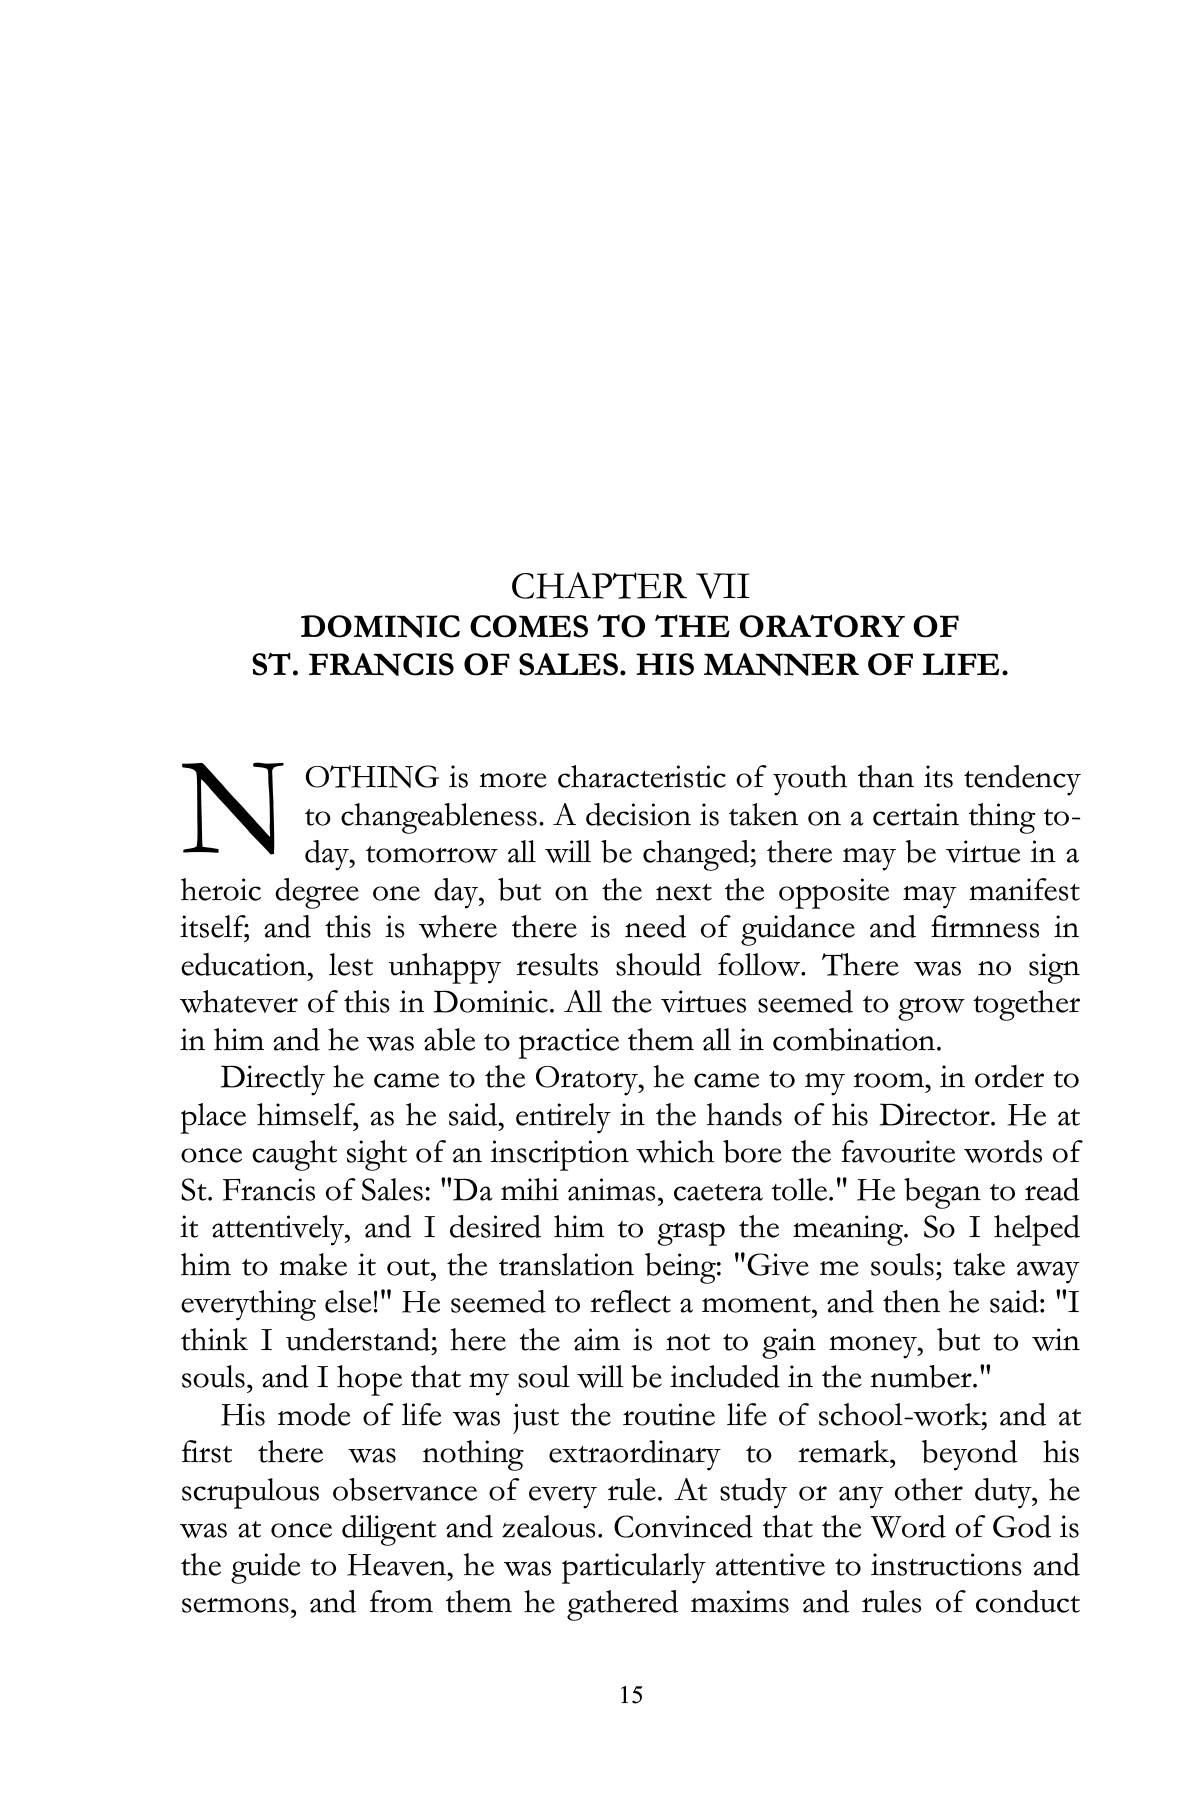 CHAPTER VII
DOMINIC COMES TO THE ORATORY OF
ST. FRANCIS OF SALES. HIS MANNER OF LIFE.
NOTHING is more characteristic of youth than its tendency
to changeableness. A decision is taken on a certain thing to-
day, tomorrow all will be changed; there may be virtue in a
heroic degree one day, but on the next the opposite may manifest
itself; and this is where there is need of guidance and firmness in
education, lest unhappy results should follow. There was no sign
whatever of this in Dominic. All the virtues seemed to grow together
in him and he was able to practice them all in combination.
Directly he came to the Oratory, he came to my room, in order to
place himself, as he said, entirely in the hands of his Director. He at
once caught sight of an inscription which bore the favourite words of
St. Francis of Sales: "Da mihi animas, caetera tolle." He began to read
it attentively, and I desired him to grasp the meaning. So I helped
him to make it out, the translation being: "Give me souls; take away
everything else!" He seemed to reflect a moment, and then he said: "I
think I understand; here the aim is not to gain money, but to win
souls, and I hope that my soul will be included in the number."
His mode of life was just the routine life of school-work; and at
first there was nothing extraordinary to remark, beyond his
scrupulous observance of every rule. At study or any other duty, he
was at once diligent and zealous. Convinced that the Word of God is
the guide to Heaven, he was particularly attentive to instructions and
sermons, and from them he gathered maxims and rules of conduct
15